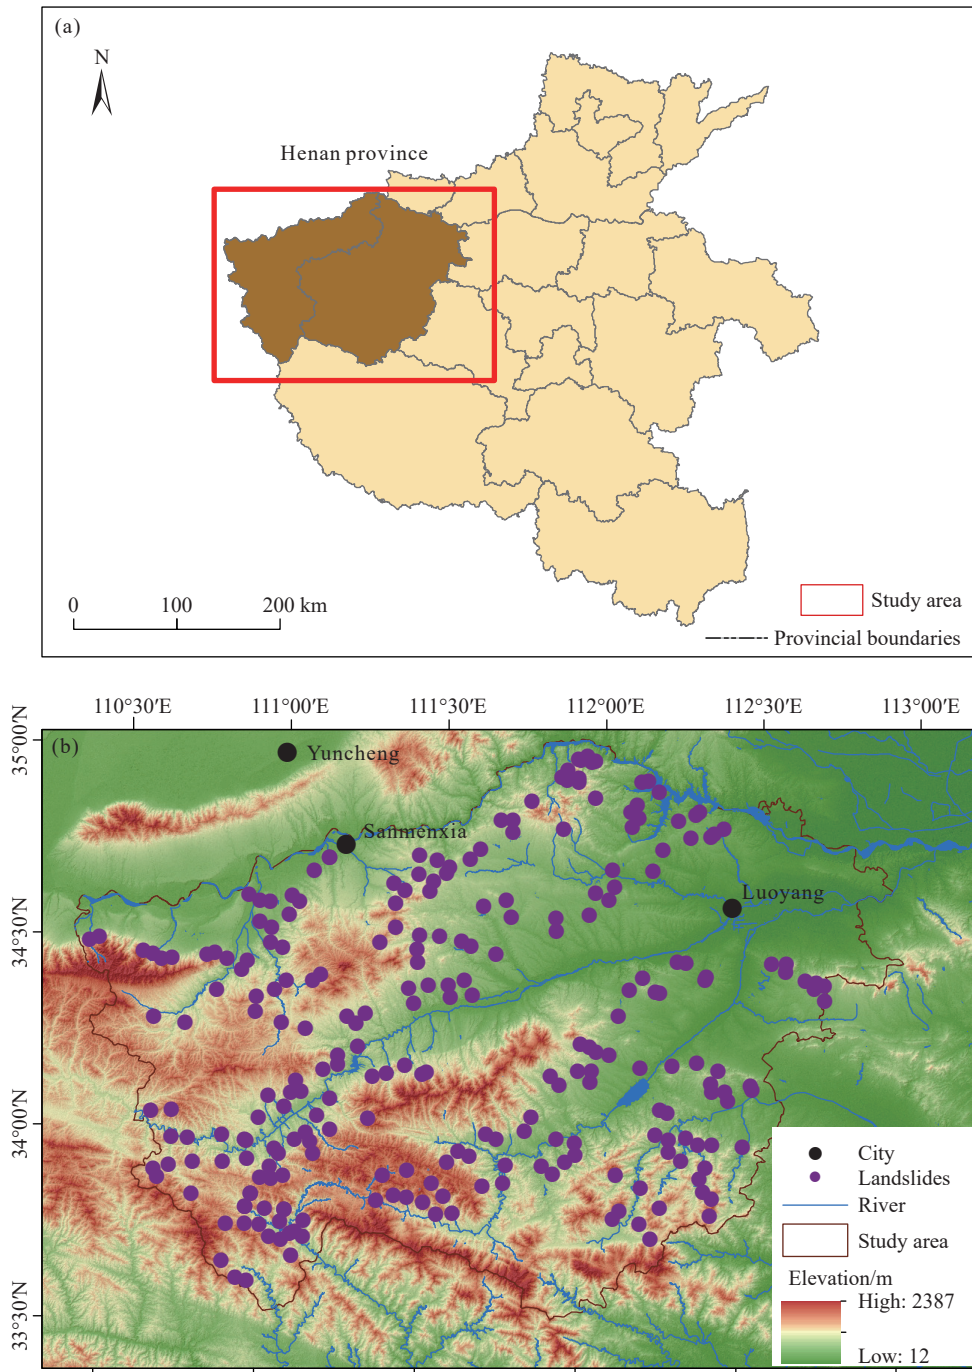 (a)
N
Henan province
0 100 200 km
Study area
Provincial boundaries
110°30′E 111°00′E 111°30′E 112°00′E 112°30′E 113°00′E
35°00′N
34°30′N
34°00′N
33°30′N
(b)
Yuncheng
Sanmenxia
Luoyang
City
Landslides
River
Study area
Elevation/m
High: 2387
Low: 12